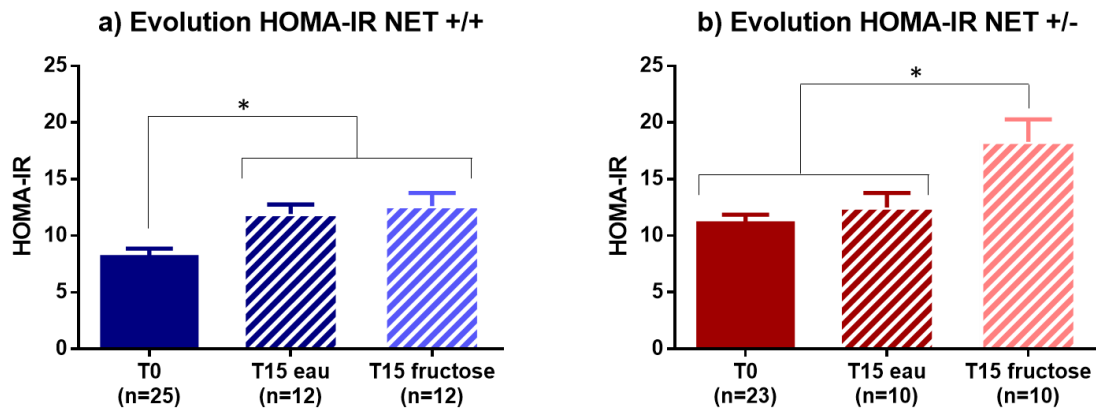 a) Evolution HOMA-IR NET +/+
HOMA-IR
25
20
15
10
5
0
*
T0
(n=25)
T15 eau
(n=12)
T15 fructose
(n=12)
b) Evolution HOMA-IR NET +/-
HOMA-IR
25
20
15
10
5
0
*
T0
(n=23)
T15 eau
(n=10)
T15 fructose
(n=10)